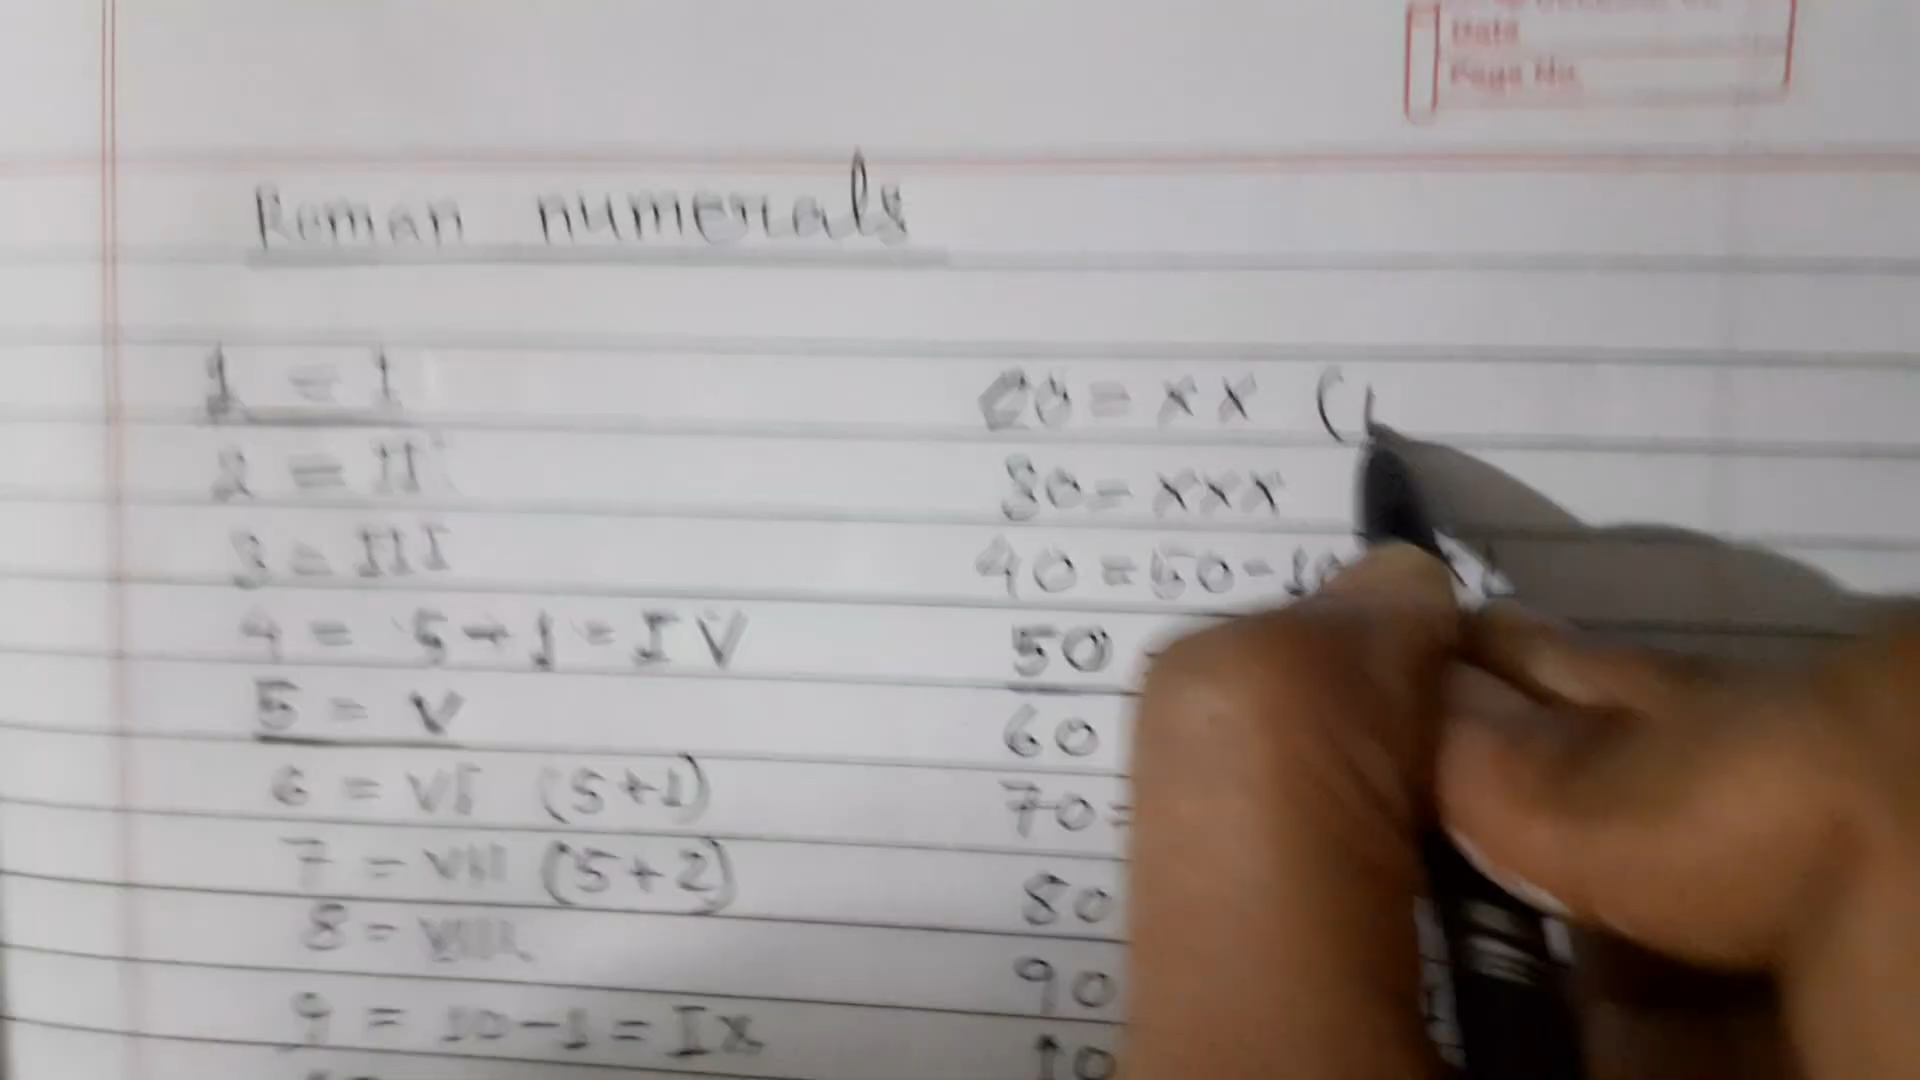 Date
Page No.
Roman numerals
1 = I
2 = II
3 = III
4 = 5-1 = IV
5 = V
6 = VI (5+1)
7 = VII (5+2)
8 = VIII
9 = 10-1 = IX
20 = XX (1
30 = XXX
40 = 50-10
50
60
70=
80
90